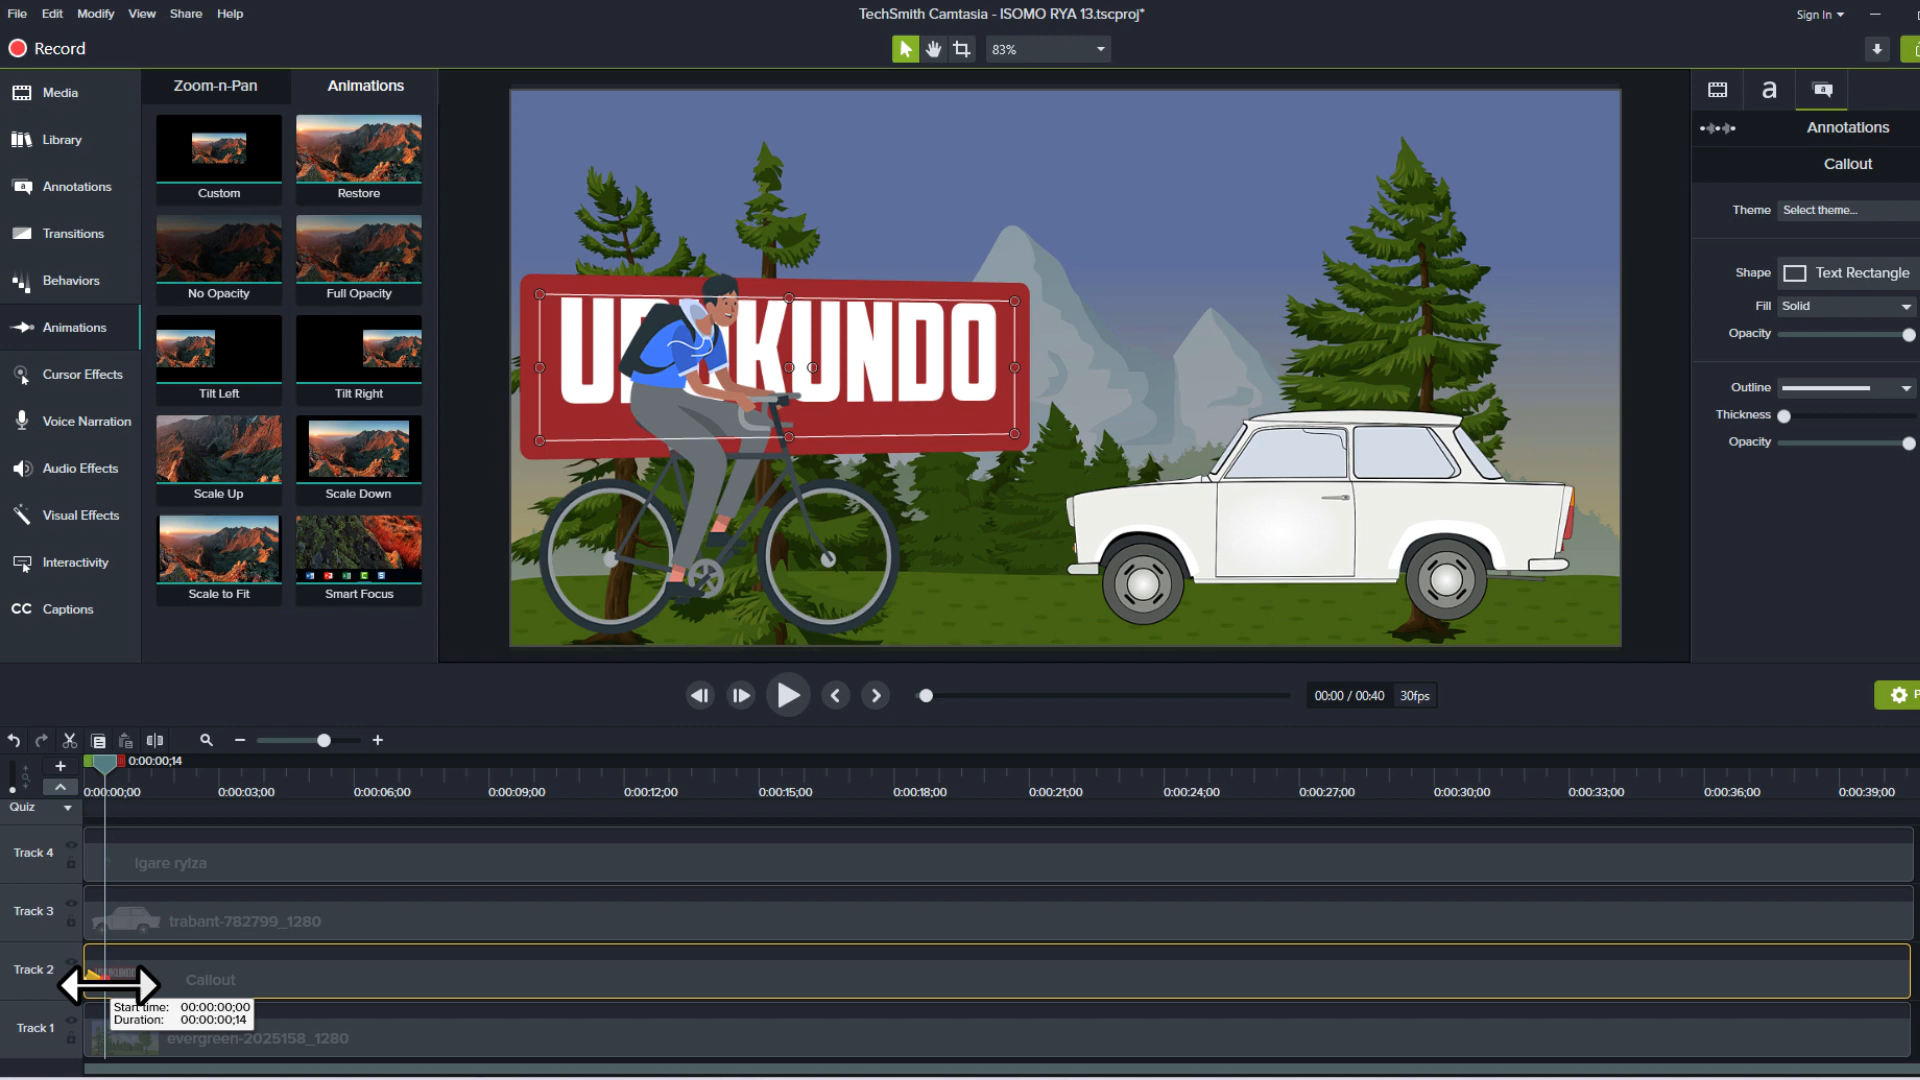 File Edit Modify View Share Help
TechSmith Camtasia - ISOMO RYA 13.tscproj*
Sign In
Record
83%
Media
Library
Annotations
Transitions
Behaviors
Animations
Cursor Effects
Voice Narration
Audio Effects
Visual Effects
Interactivity
CC Captions
Zoom-n-Pan Animations
Custom Restore
No Opacity Full Opacity
Tilt Left Tilt Right
Scale Up Scale Down
Scale to Fit Smart Focus
KUNDO
a
Annotations
Callout
Theme Select theme...
Shape Text Rectangle
Fill Solid
Opacity
Outline
Thickness
Opacity
00:00 / 00:40 30fps
P
0:00:00;14
0:00:00;00 0:00:03;00 0:00:06;00 0:00:09;00 0:00:12;00 0:00:15;00 0:00:18;00 0:00:21;00 0:00:24;00 0:00:27;00 0:00:30;00 0:00:33;00 0:00:36;00 0:00:39;00
Quiz
Track 4 Igare ryIza
Track 3 trabant-782799_1280
Track 2 Callout
Start time: 00:00:00;00
Duration: 00:00:00;14
Track 1 evergreen-2025158_1280